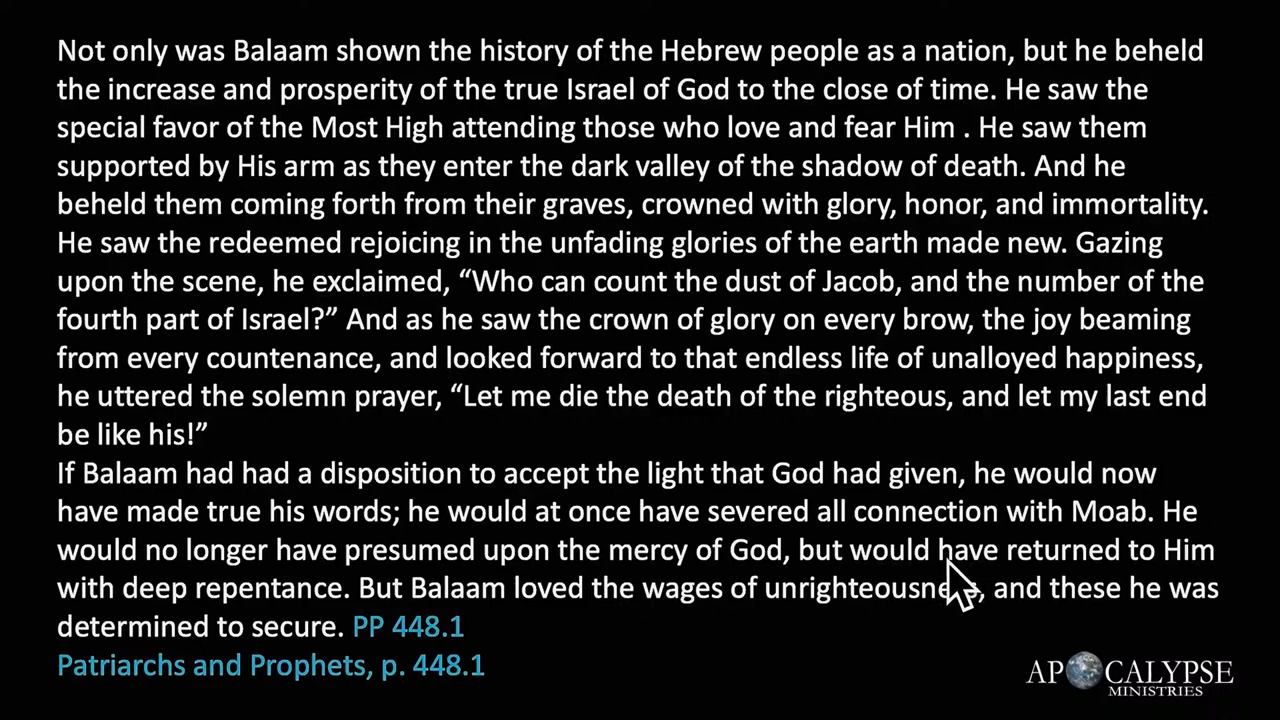 Not only was Balaam shown the history of the Hebrew people as a nation, but he beheld
the increase and prosperity of the true Israel of God to the close of time. He saw the
special favor of the Most High attending those who love and fear Him . He saw them
supported by His arm as they enter the dark valley of the shadow of death. And he
beheld them coming forth from their graves, crowned with glory, honor, and immortality.
He saw the redeemed rejoicing in the unfading glories of the earth made new. Gazing
upon the scene, he exclaimed, “Who can count the dust of Jacob, and the number of the
fourth part of Israel?” And as he saw the crown of glory on every brow, the joy beaming
from every countenance, and looked forward to that endless life of unalloyed happiness,
he uttered the solemn prayer, “Let me die the death of the righteous, and let my last end
be like his!”
If Balaam had had a disposition to accept the light that God had given, he would now
have made true his words; he would at once have severed all connection with Moab. He
would no longer have presumed upon the mercy of God, but would have returned to Him
with deep repentance. But Balaam loved the wages of unrighteousness, and these he was
determined to secure. PP 448.1
Patriarchs and Prophets, p. 448.1
APOCALYPSE
MINISTRIES